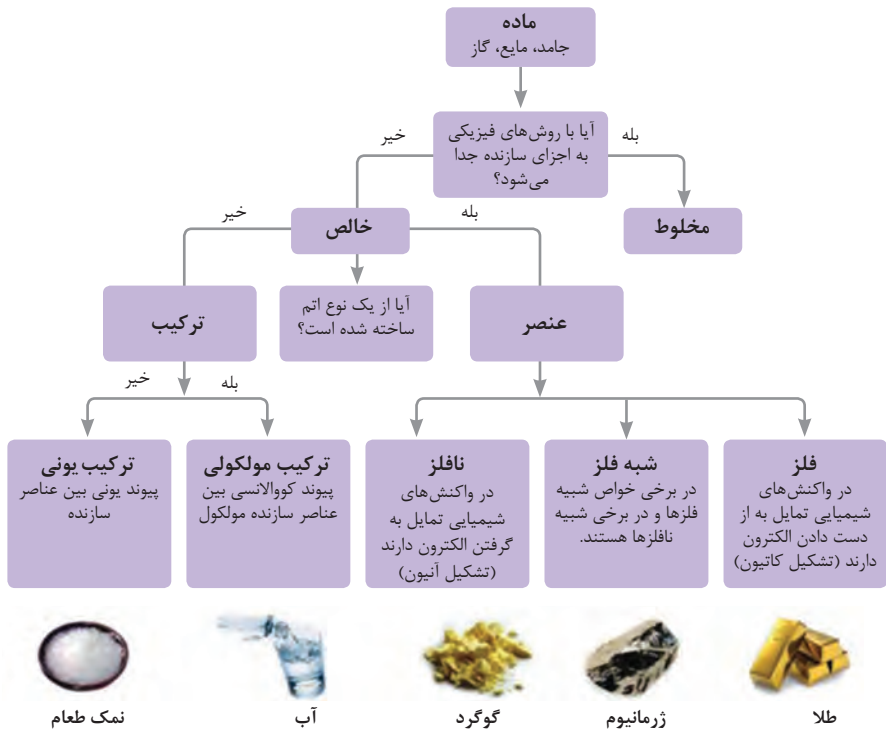 ماده
جامد، مایع، گاز
آیا با روش‌های فیزیکی
به اجزای سازنده جدا
می‌شود؟
بله
خیر
مخلوط
خالص
بله
خیر
عنصر
آیا از یک نوع اتم
ساخته شده است؟
ترکیب
بله
خیر
فلز
در واکنش‌های
شیمیایی تمایل به از
دست دادن الکترون
دارند (تشکیل کاتیون)
شبه فلز
در برخی خواص شبیه
فلزها و در برخی شبیه
نافلزها هستند.
نافلز
در واکنش‌های
شیمیایی تمایل به
گرفتن الکترون دارند
(تشکیل آنیون)
ترکیب مولکولی
پیوند کووالانسی بین
عناصر سازنده مولکول
ترکیب یونی
پیوند یونی بین عناصر
سازنده
طلا
ژرمانیوم
گوگرد
آب
نمک طعام